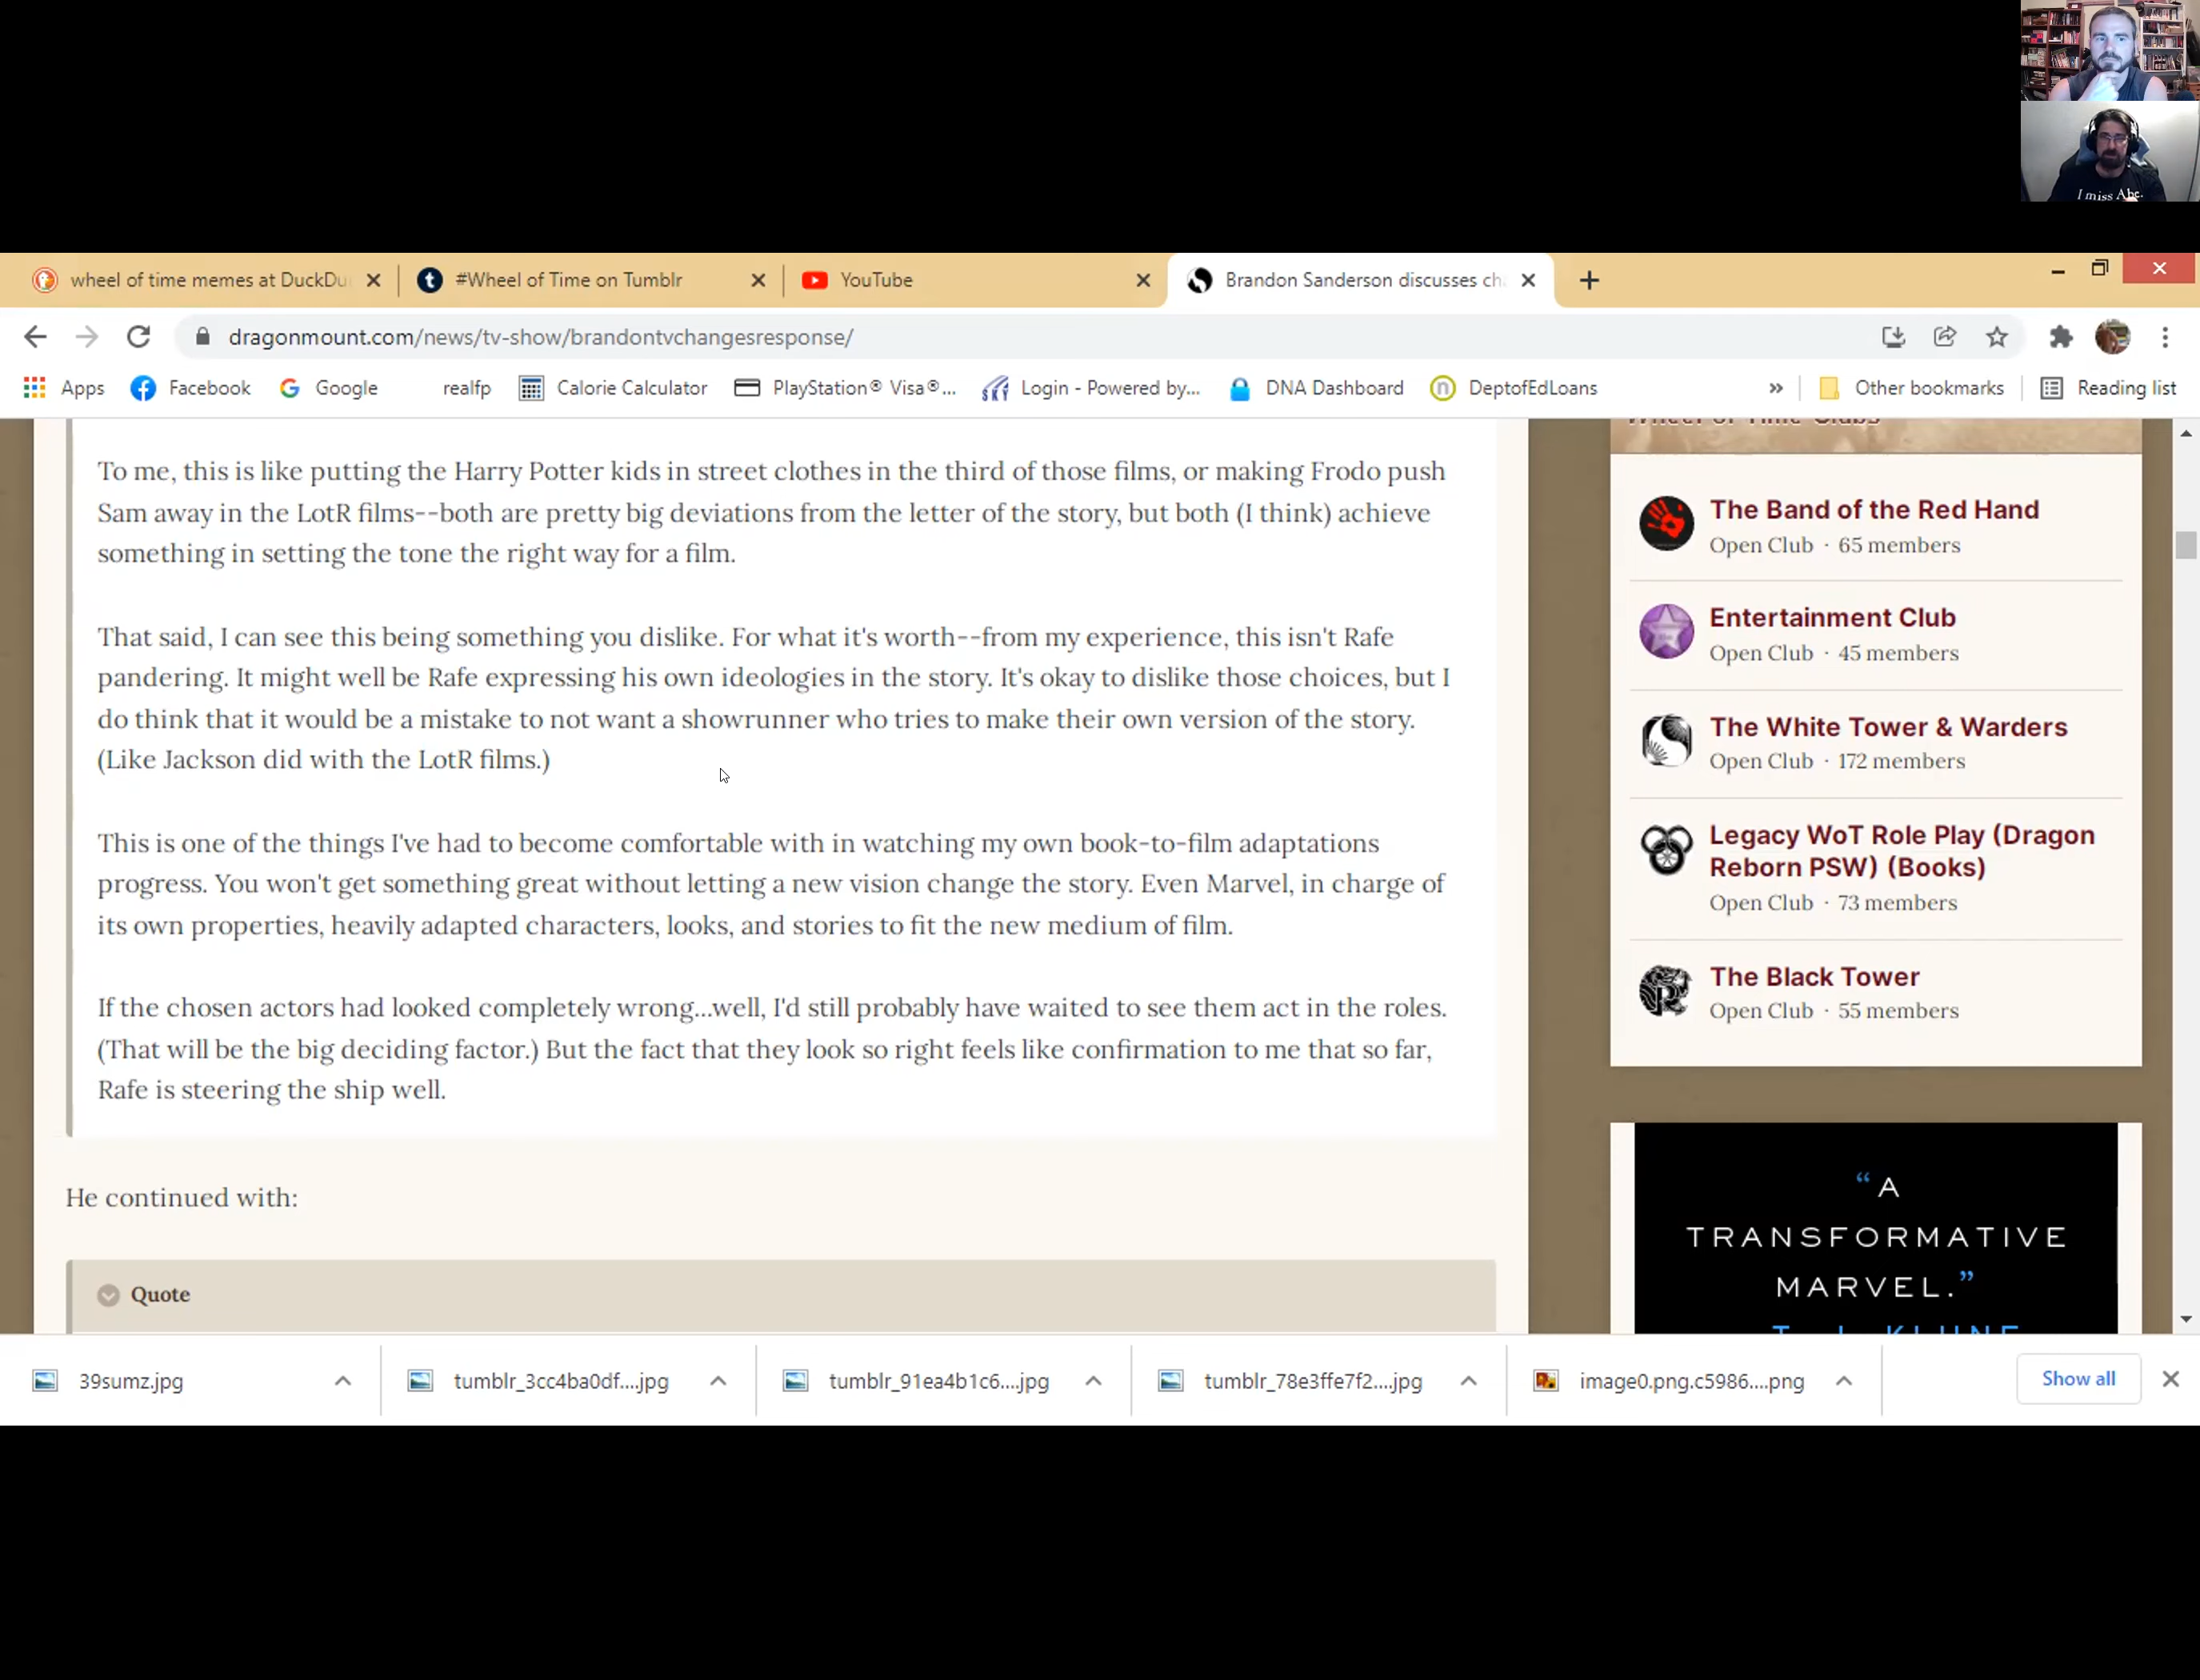 I miss Abe.
wheel of time memes at DuckDu
#Wheel of Time on Tumblr
YouTube
Brandon Sanderson discusses cha
dragonmount.com/news/tv-show/brandontvchangesresponse/
Apps
Facebook
Google
realfp
Calorie Calculator
PlayStation® Visa®...
Login - Powered by...
DNA Dashboard
DeptofEdLoans
»
Other bookmarks
Reading list
To me, this is like putting the Harry Potter kids in street clothes in the third of those films, or making Frodo push
Sam away in the LotR films--both are pretty big deviations from the letter of the story, but both (I think) achieve
something in setting the tone the right way for a film.
That said, I can see this being something you dislike. For what it's worth--from my experience, this isn't Rafe
pandering. It might well be Rafe expressing his own ideologies in the story. It's okay to dislike those choices, but I
do think that it would be a mistake to not want a showrunner who tries to make their own version of the story.
(Like Jackson did with the LotR films.)
This is one of the things I've had to become comfortable with in watching my own book-to-film adaptations
progress. You won't get something great without letting a new vision change the story. Even Marvel, in charge of
its own properties, heavily adapted characters, looks, and stories to fit the new medium of film.
If the chosen actors had looked completely wrong...well, I'd still probably have waited to see them act in the roles.
(That will be the big deciding factor.) But the fact that they look so right feels like confirmation to me that so far,
Rafe is steering the ship well.
He continued with:
Quote
Wheel of Time Clubs
The Band of the Red Hand
Open Club · 65 members
Entertainment Club
Open Club · 45 members
The White Tower & Warders
Open Club · 172 members
Legacy WoT Role Play (Dragon
Reborn PSW) (Books)
Open Club · 73 members
The Black Tower
Open Club · 55 members
“A
TRANSFORMATIVE
MARVEL.”
39sumz.jpg
tumblr_3cc4ba0df....jpg
tumblr_91ea4b1c6....jpg
tumblr_78e3ffe7f2....jpg
image0.png.c5986....png
Show all